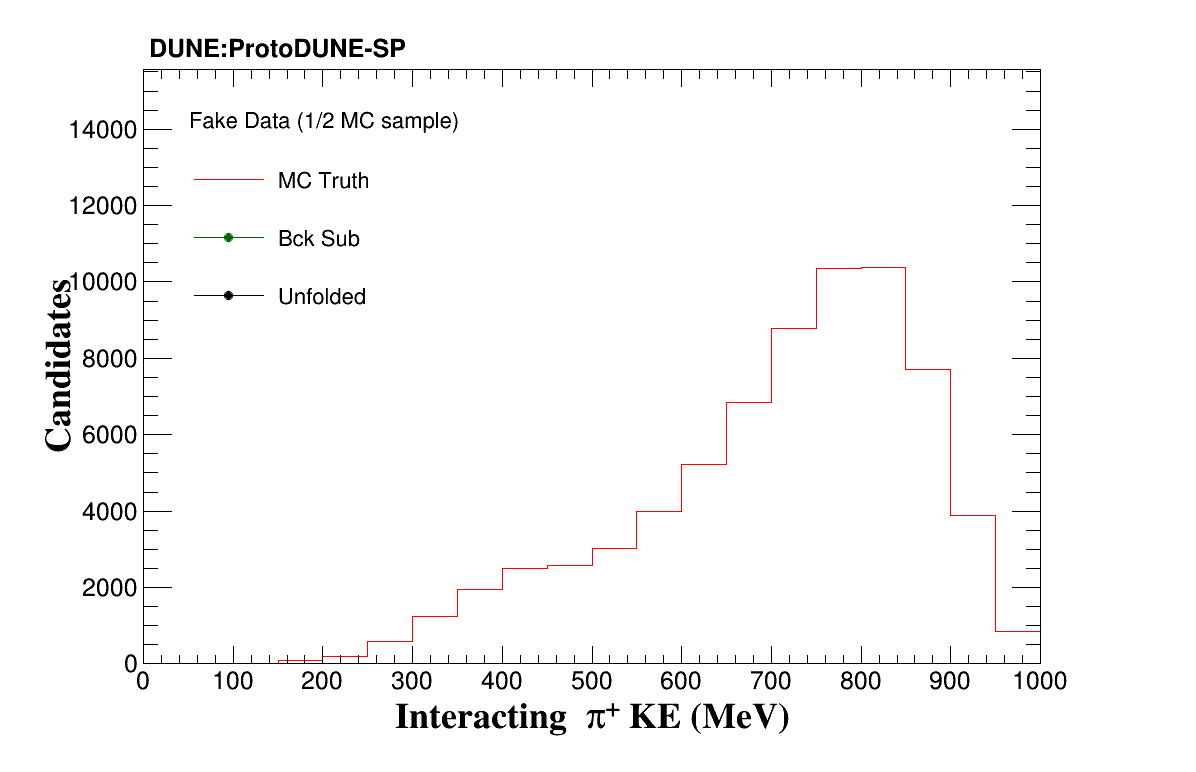 DUNE:ProtoDUNE-SP
Fake Data (1/2 MC sample)
MC Truth
Bck Sub
Unfolded
Candidates
14000
12000
10000
8000
6000
4000
2000
0
0 100 200 300 400 500 600 700 800 900 1000
Interacting π⁺ KE (MeV)